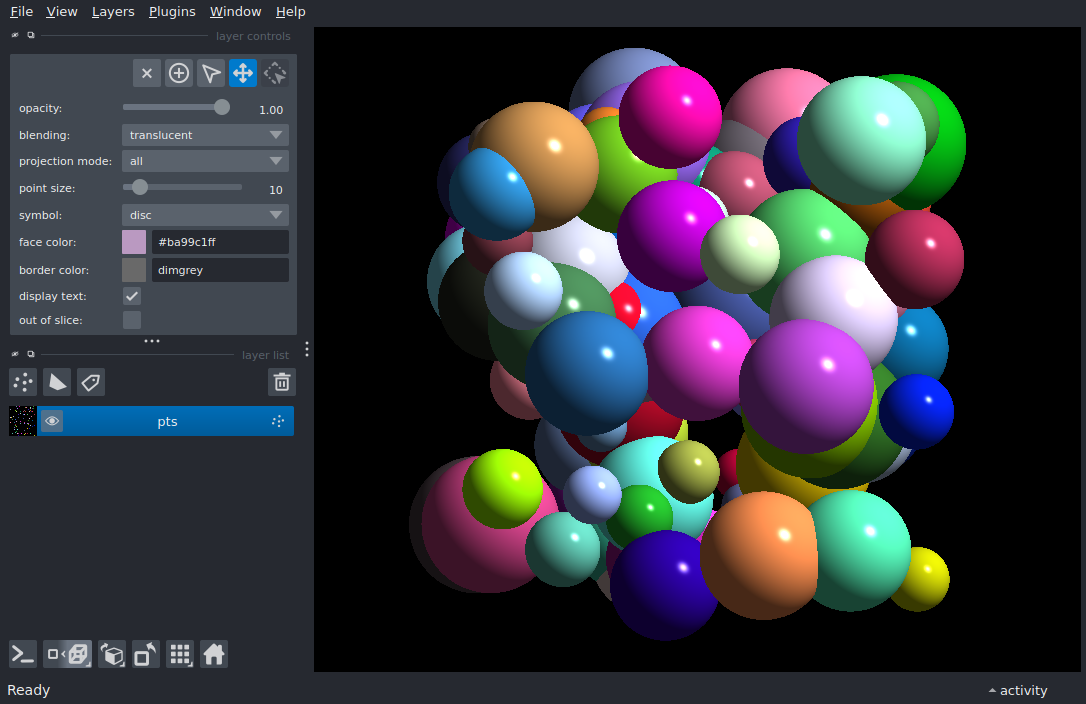 File View Layers Plugins Window Help
layer controls
opacity: 1.00
blending: translucent
projection mode: all
point size: 10
symbol: disc
face color: #ba99c1ff
border color: dimgrey
display text:
out of slice:
layer list
pts
Ready
activity